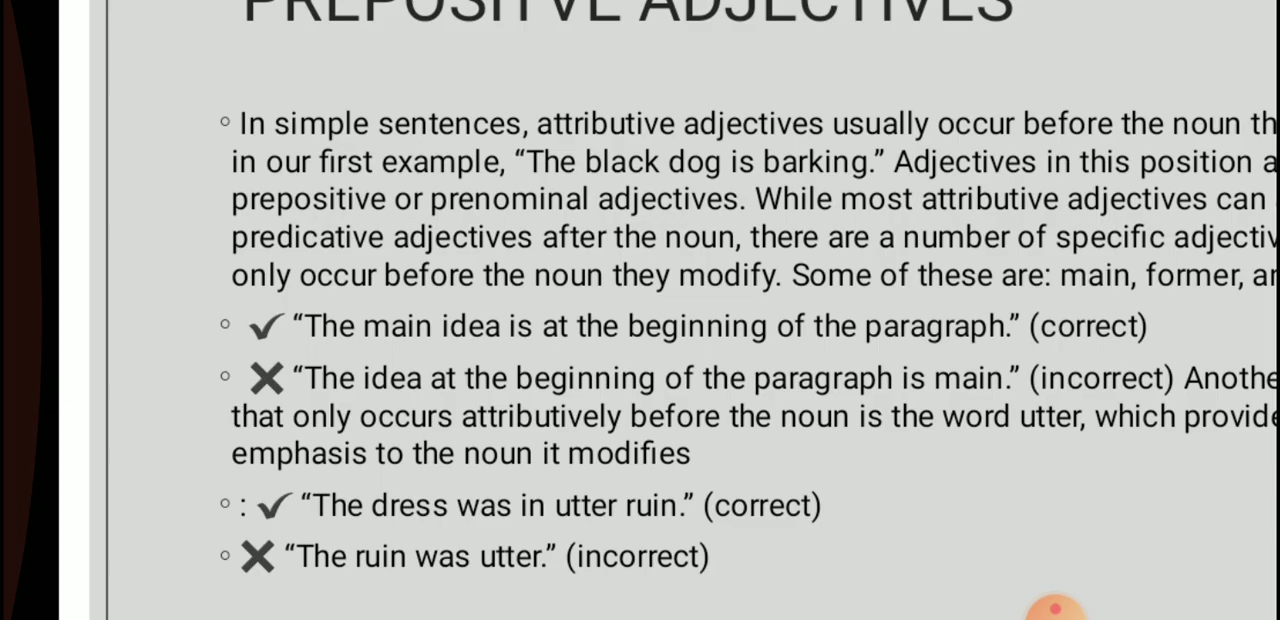 PREPOSITVE ADJECTIVES
◦ In simple sentences, attributive adjectives usually occur before the noun
in our first example, “The black dog is barking.” Adjectives in this position
prepositive or prenominal adjectives. While most attributive adjectives can
predicative adjectives after the noun, there are a number of specific
only occur before the noun they modify. Some of these are: main, former,
◦ ✔ “The main idea is at the beginning of the paragraph.” (correct)
◦ ✖ “The idea at the beginning of the paragraph is main.” (incorrect)
that only occurs attributively before the noun is the word utter, which
emphasis to the noun it modifies
◦ : ✔ “The dress was in utter ruin.” (correct)
◦ ✖ “The ruin was utter.” (incorrect)